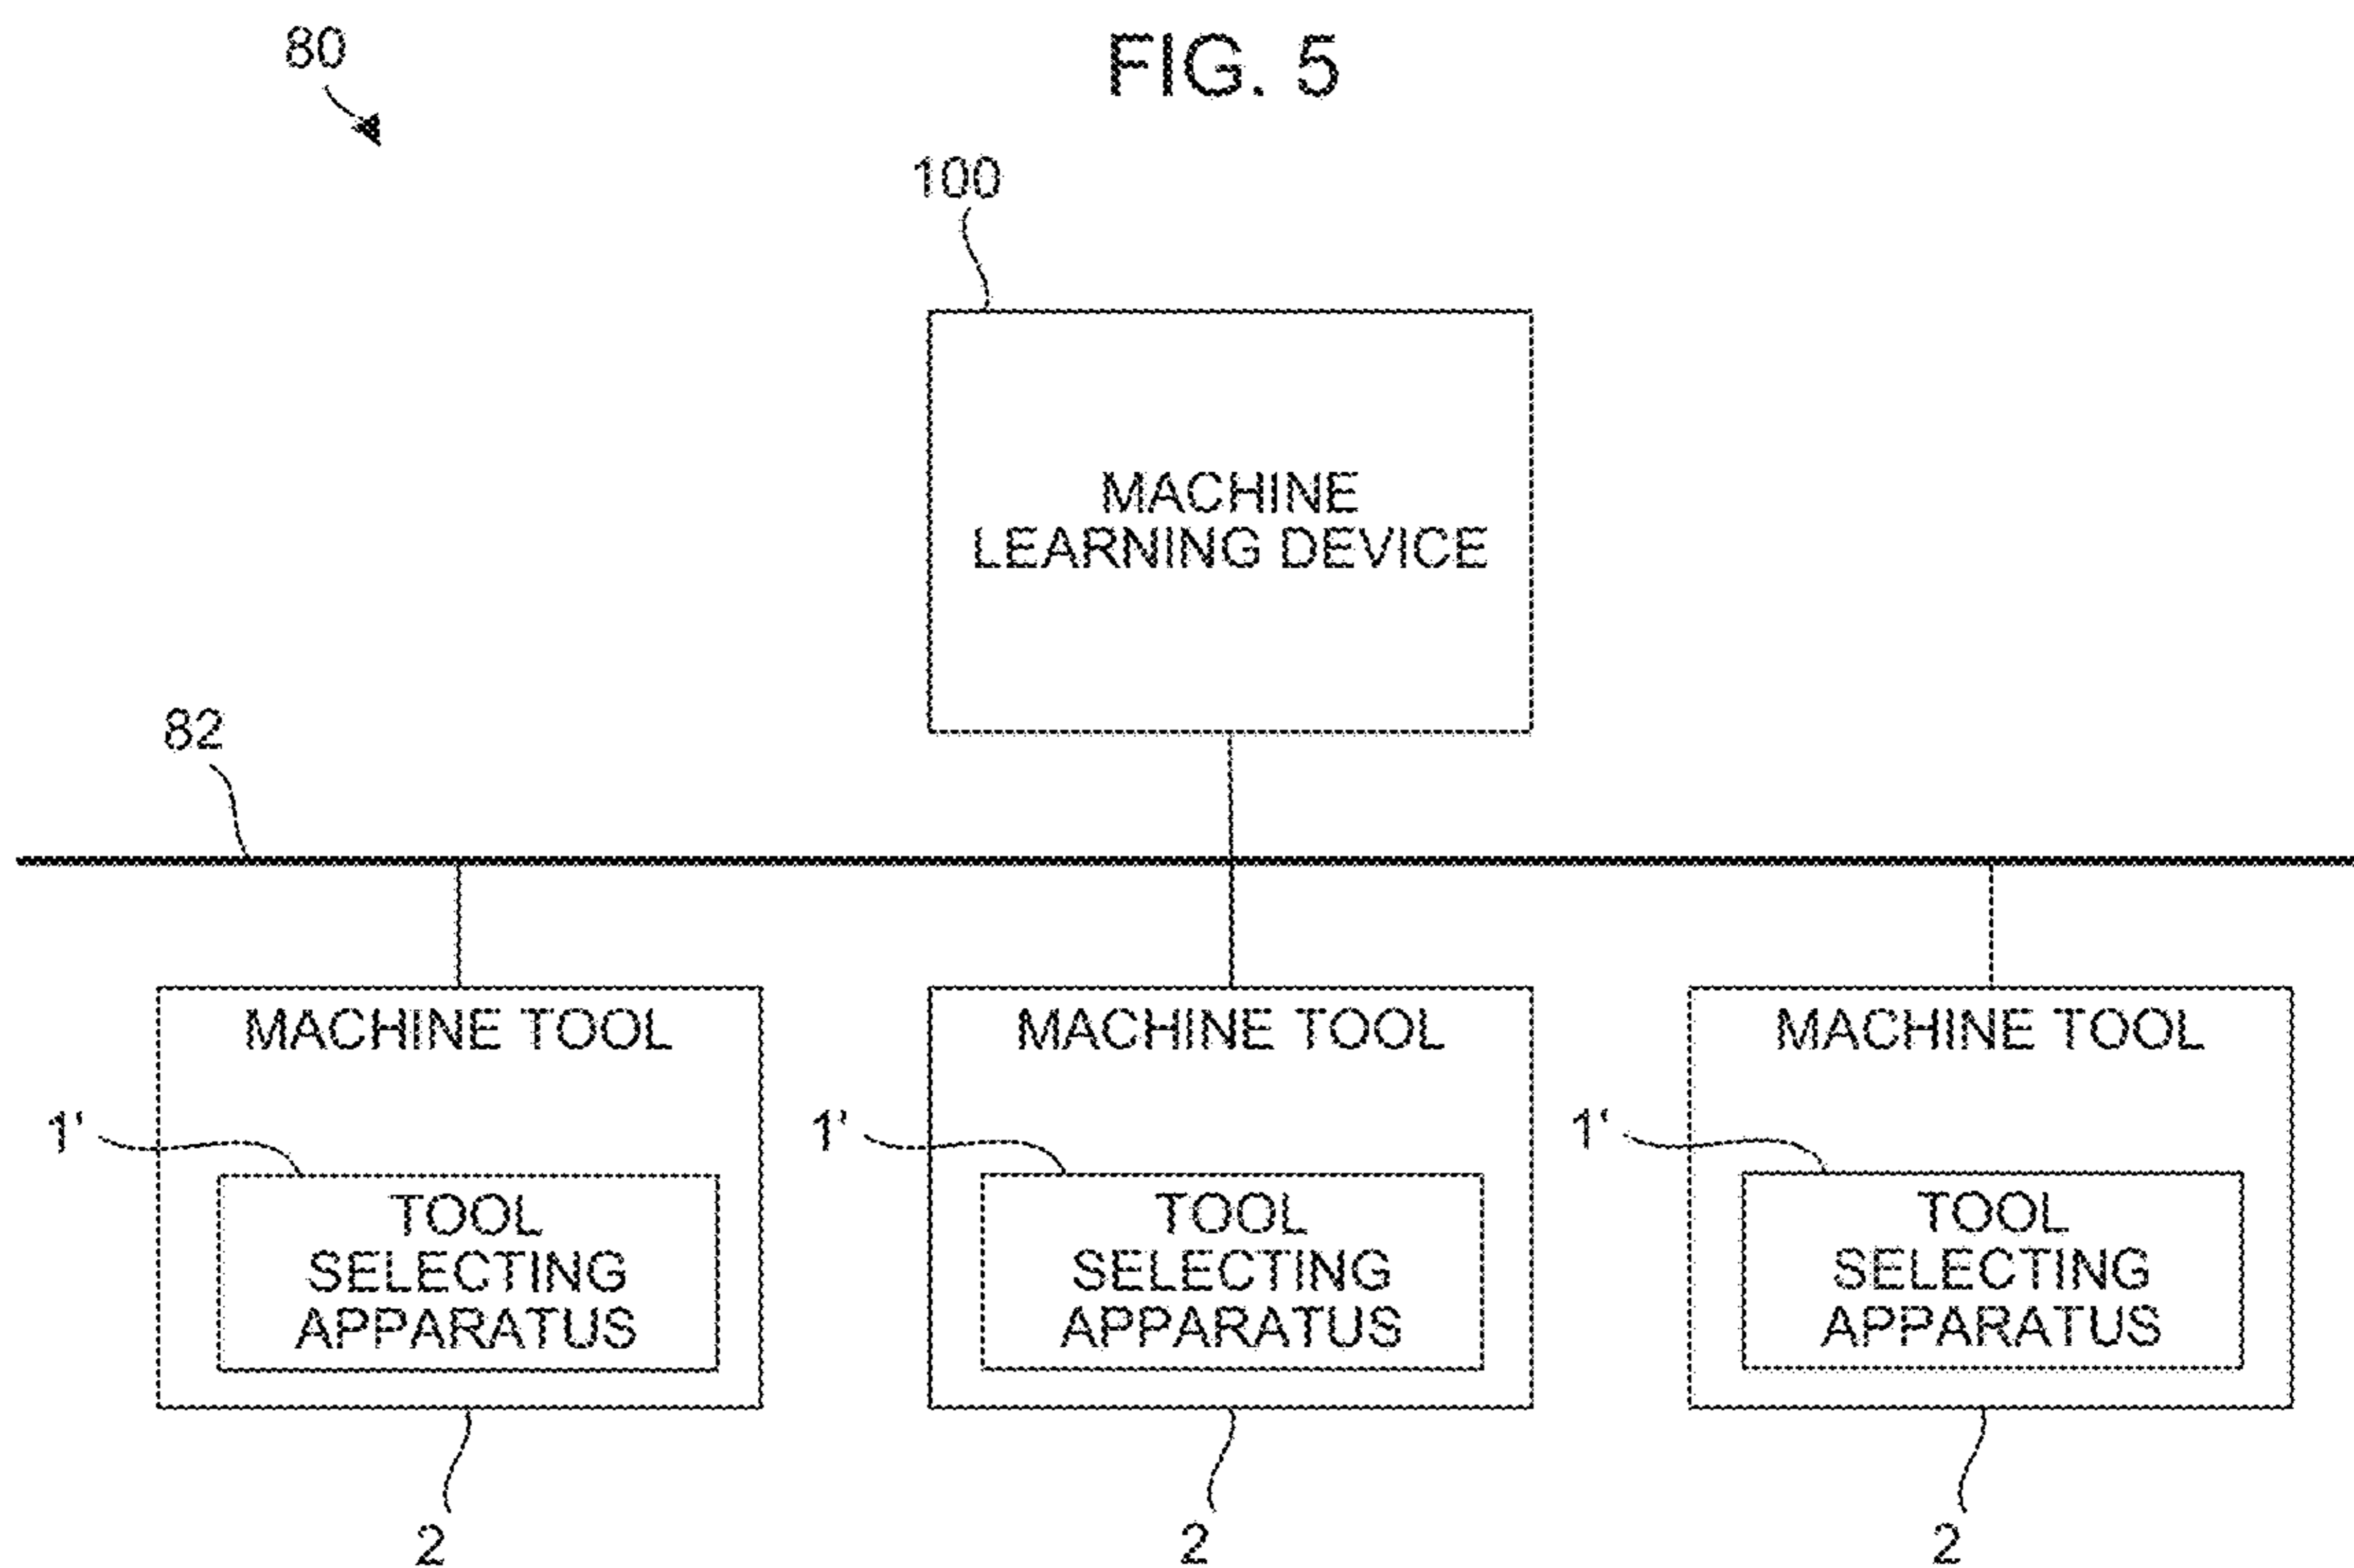 80
FIG. 5
100
MACHINE
LEARNING DEVICE
82
MACHINE TOOL
MACHINE TOOL
MACHINE TOOL
1'
1'
1'
TOOL
SELECTING
APPARATUS
TOOL
SELECTING
APPARATUS
TOOL
SELECTING
APPARATUS
2
2
2